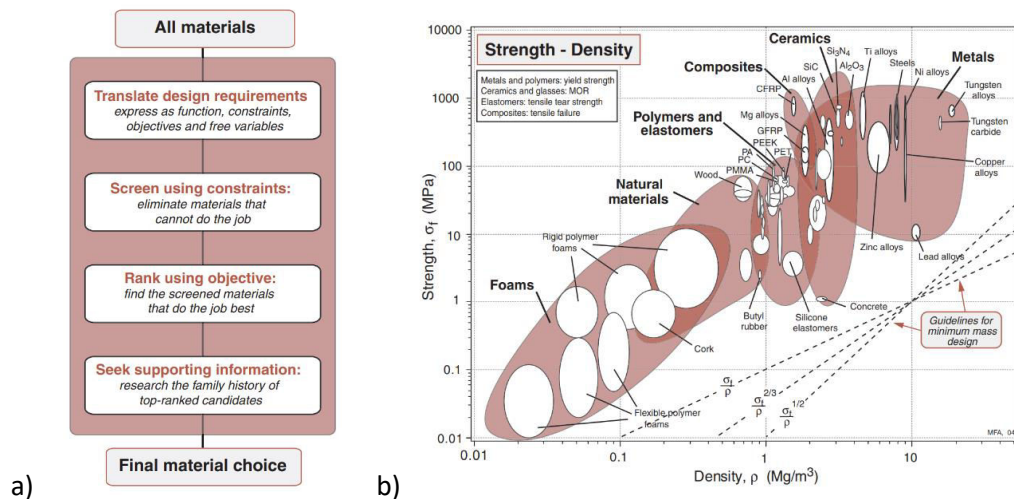 All materials
Translate design requirements
express as function, constraints,
objectives and free variables
Screen using constraints:
eliminate materials that
cannot do the job
Rank using objective:
find the screened materials
that do the job best
Seek supporting information:
research the family history of
top-ranked candidates
Final material choice
a)
b)
Strength - Density
Metals and polymers: yield strength
Ceramics and glasses: MOR
Elastomers: tensile tear strength
Composites: tensile failure
Ceramics
Si₃N₄
Ti alloys
SiC
Al₂O₃
Steels
Metals
Composites
Al alloys
Ni alloys
CFRP
Tungsten
alloys
Mg alloys
Polymers and
elastomers
GFRP
PEEK
PA
PET
PC
PMMA
Tungsten
carbide
Copper
alloys
Wood
Natural
materials
Rigid polymer
foams
Foams
Zinc alloys
Lead alloys
Butyl
rubber
Silicone
elastomers
Concrete
Cork
Flexible polymer
foams
Guidelines for
minimum mass
design
σf/ρ
σf^2/3/ρ
σf^1/2/ρ
MFA, 04
Strength, σf (MPa)
10000
1000
100
10
1
0.1
0.01
0.01
0.1
1
10
Density, ρ (Mg/m³)